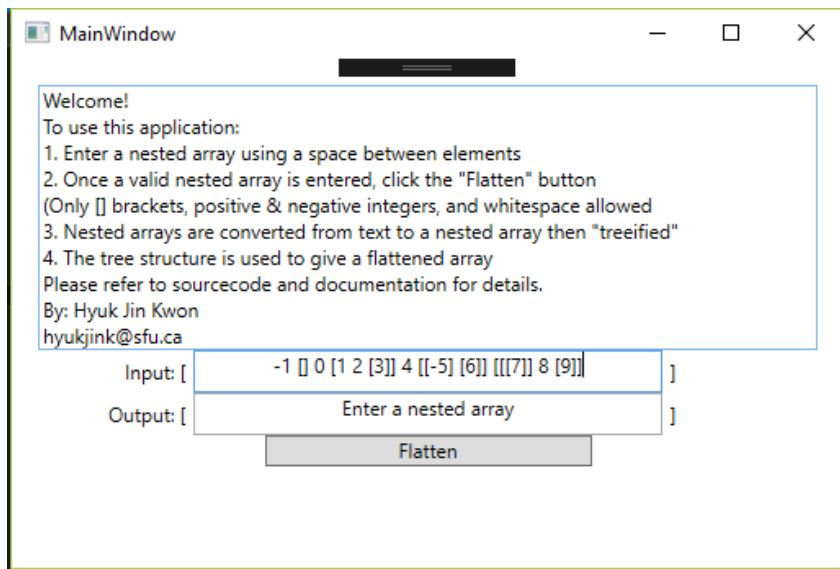 MainWindow
Welcome!
To use this application:
1. Enter a nested array using a space between elements
2. Once a valid nested array is entered, click the "Flatten" button
(Only [] brackets, positive & negative integers, and whitespace allowed
3. Nested arrays are converted from text to a nested array then "treeified"
4. The tree structure is used to give a flattened array
Please refer to sourcecode and documentation for details.
By: Hyuk Jin Kwon
hyukjink@sfu.ca
Input: [ -1 [] 0 [1 2 [3]] 4 [[-5] [6]] [[[7]] 8 [9]] ]
Output: [ Enter a nested array ]
Flatten